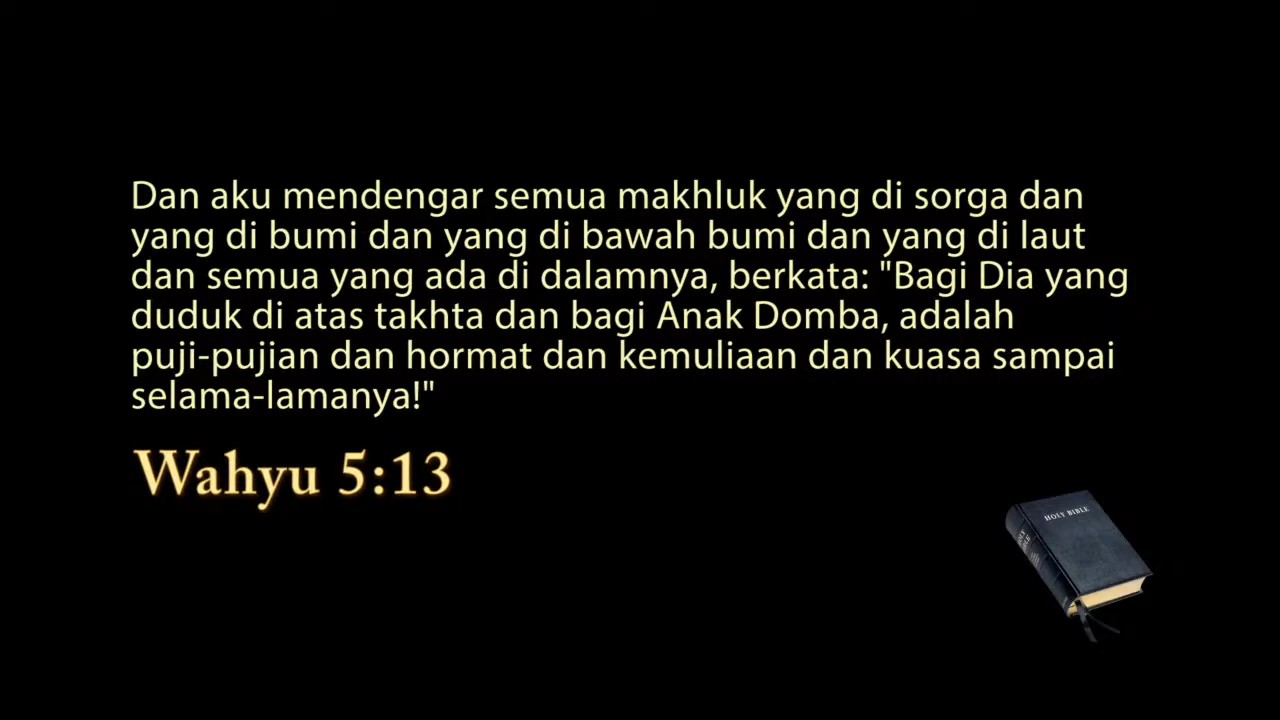 Dan aku mendengar semua makhluk yang di sorga dan
yang di bumi dan yang di bawah bumi dan yang di laut
dan semua yang ada di dalamnya, berkata: "Bagi Dia yang
duduk di atas takhta dan bagi Anak Domba, adalah
puji-pujian dan hormat dan kemuliaan dan kuasa sampai
selama-lamanya!"
Wahyu 5:13
HOLY BIBLE
HOLY BIBLE